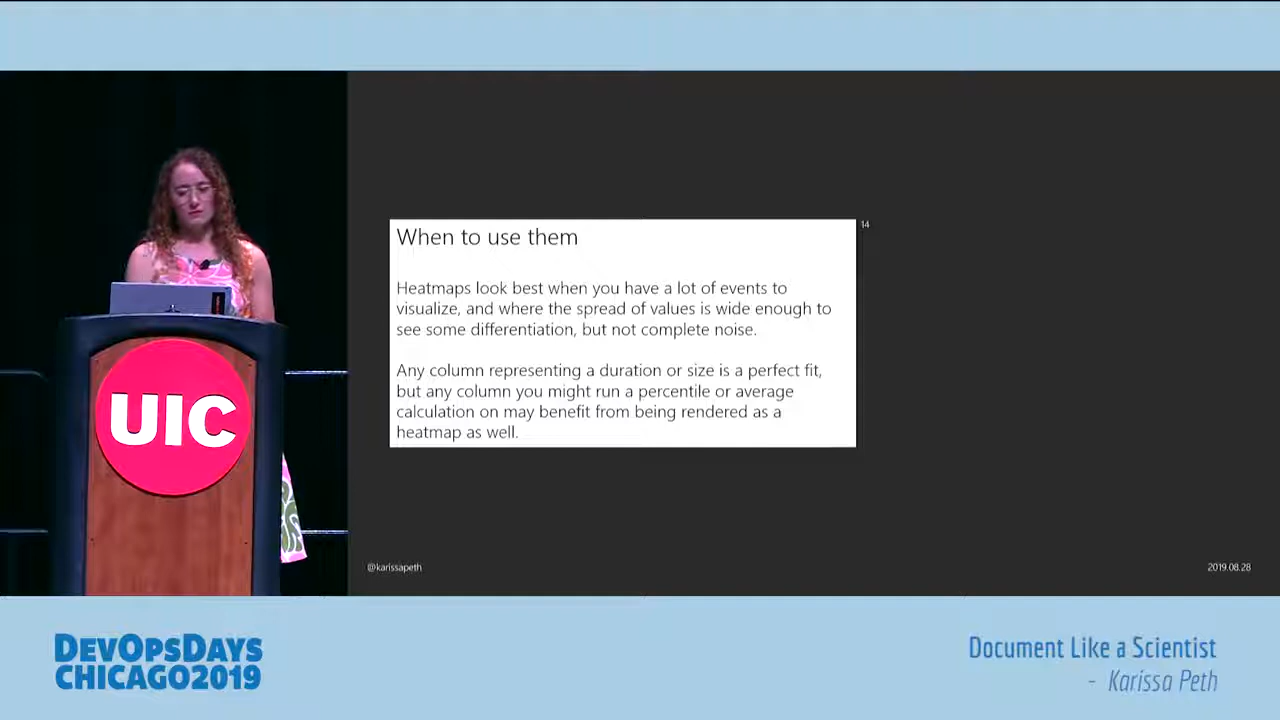 When to use them
14
Heatmaps look best when you have a lot of events to
visualize, and where the spread of values is wide enough to
see some differentiation, but not complete noise.
Any column representing a duration or size is a perfect fit,
but any column you might run a percentile or average
calculation on may benefit from being rendered as a
heatmap as well.
UIC
@karissapeth
2019.08.28
DEVOPSDAYS
CHICAGO2019
Document Like a Scientist
- Karissa Peth